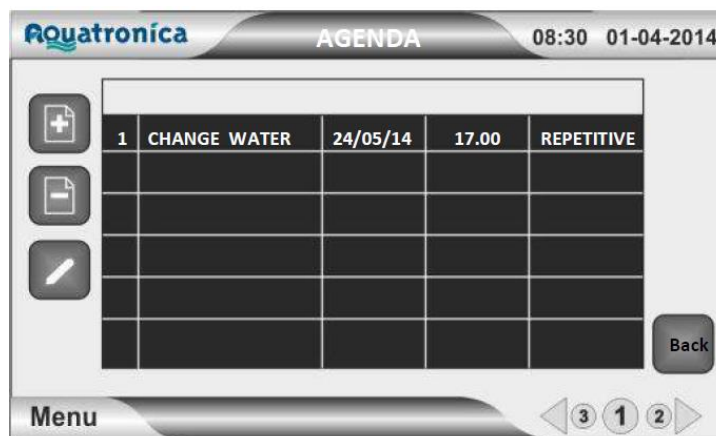 Aquatronica AGENDA 08:30 01-04-2014
1 CHANGE WATER 24/05/14 17.00 REPETITIVE
Back
Menu 3 1 2